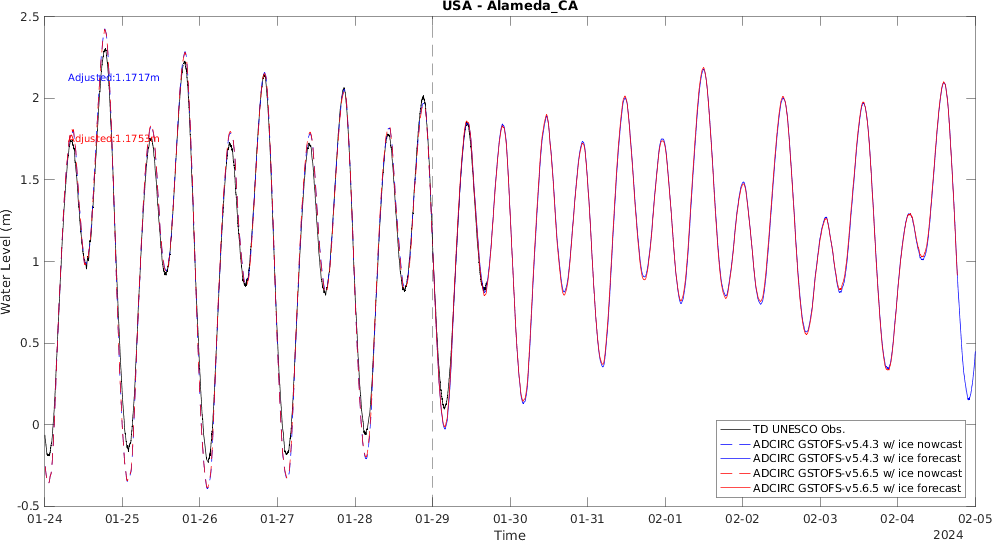 USA - Alameda_CA
2.5
2
1.5
1
0.5
0
-0.5
Water Level (m)
Adjusted:1.1717m
Adjusted:1.1753m
TD UNESCO Obs.
ADCIRC GSTOFS-v5.4.3 w/ ice nowcast
ADCIRC GSTOFS-v5.4.3 w/ ice forecast
ADCIRC GSTOFS-v5.6.5 w/ ice nowcast
ADCIRC GSTOFS-v5.6.5 w/ ice forecast
01-24 01-25 01-26 01-27 01-28 01-29 01-30 01-31 02-01 02-02 02-03 02-04 02-05
Time
2024